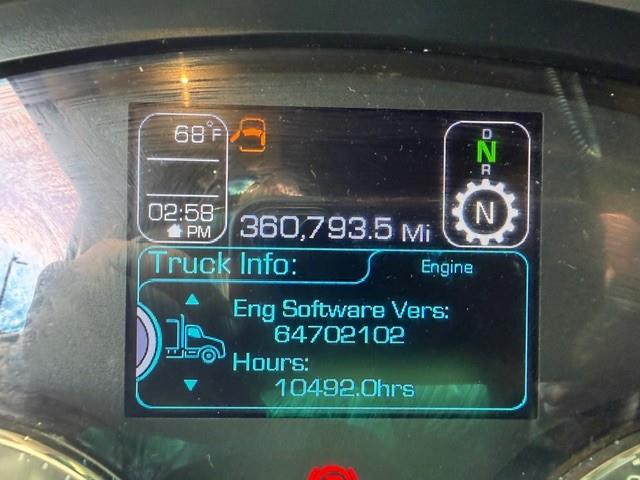 68°F
D
N
R
N
02:58
PM
360,793.5 Mi
Truck Info:
Engine
Eng Software Vers:
64702102
Hours:
10492.0hrs